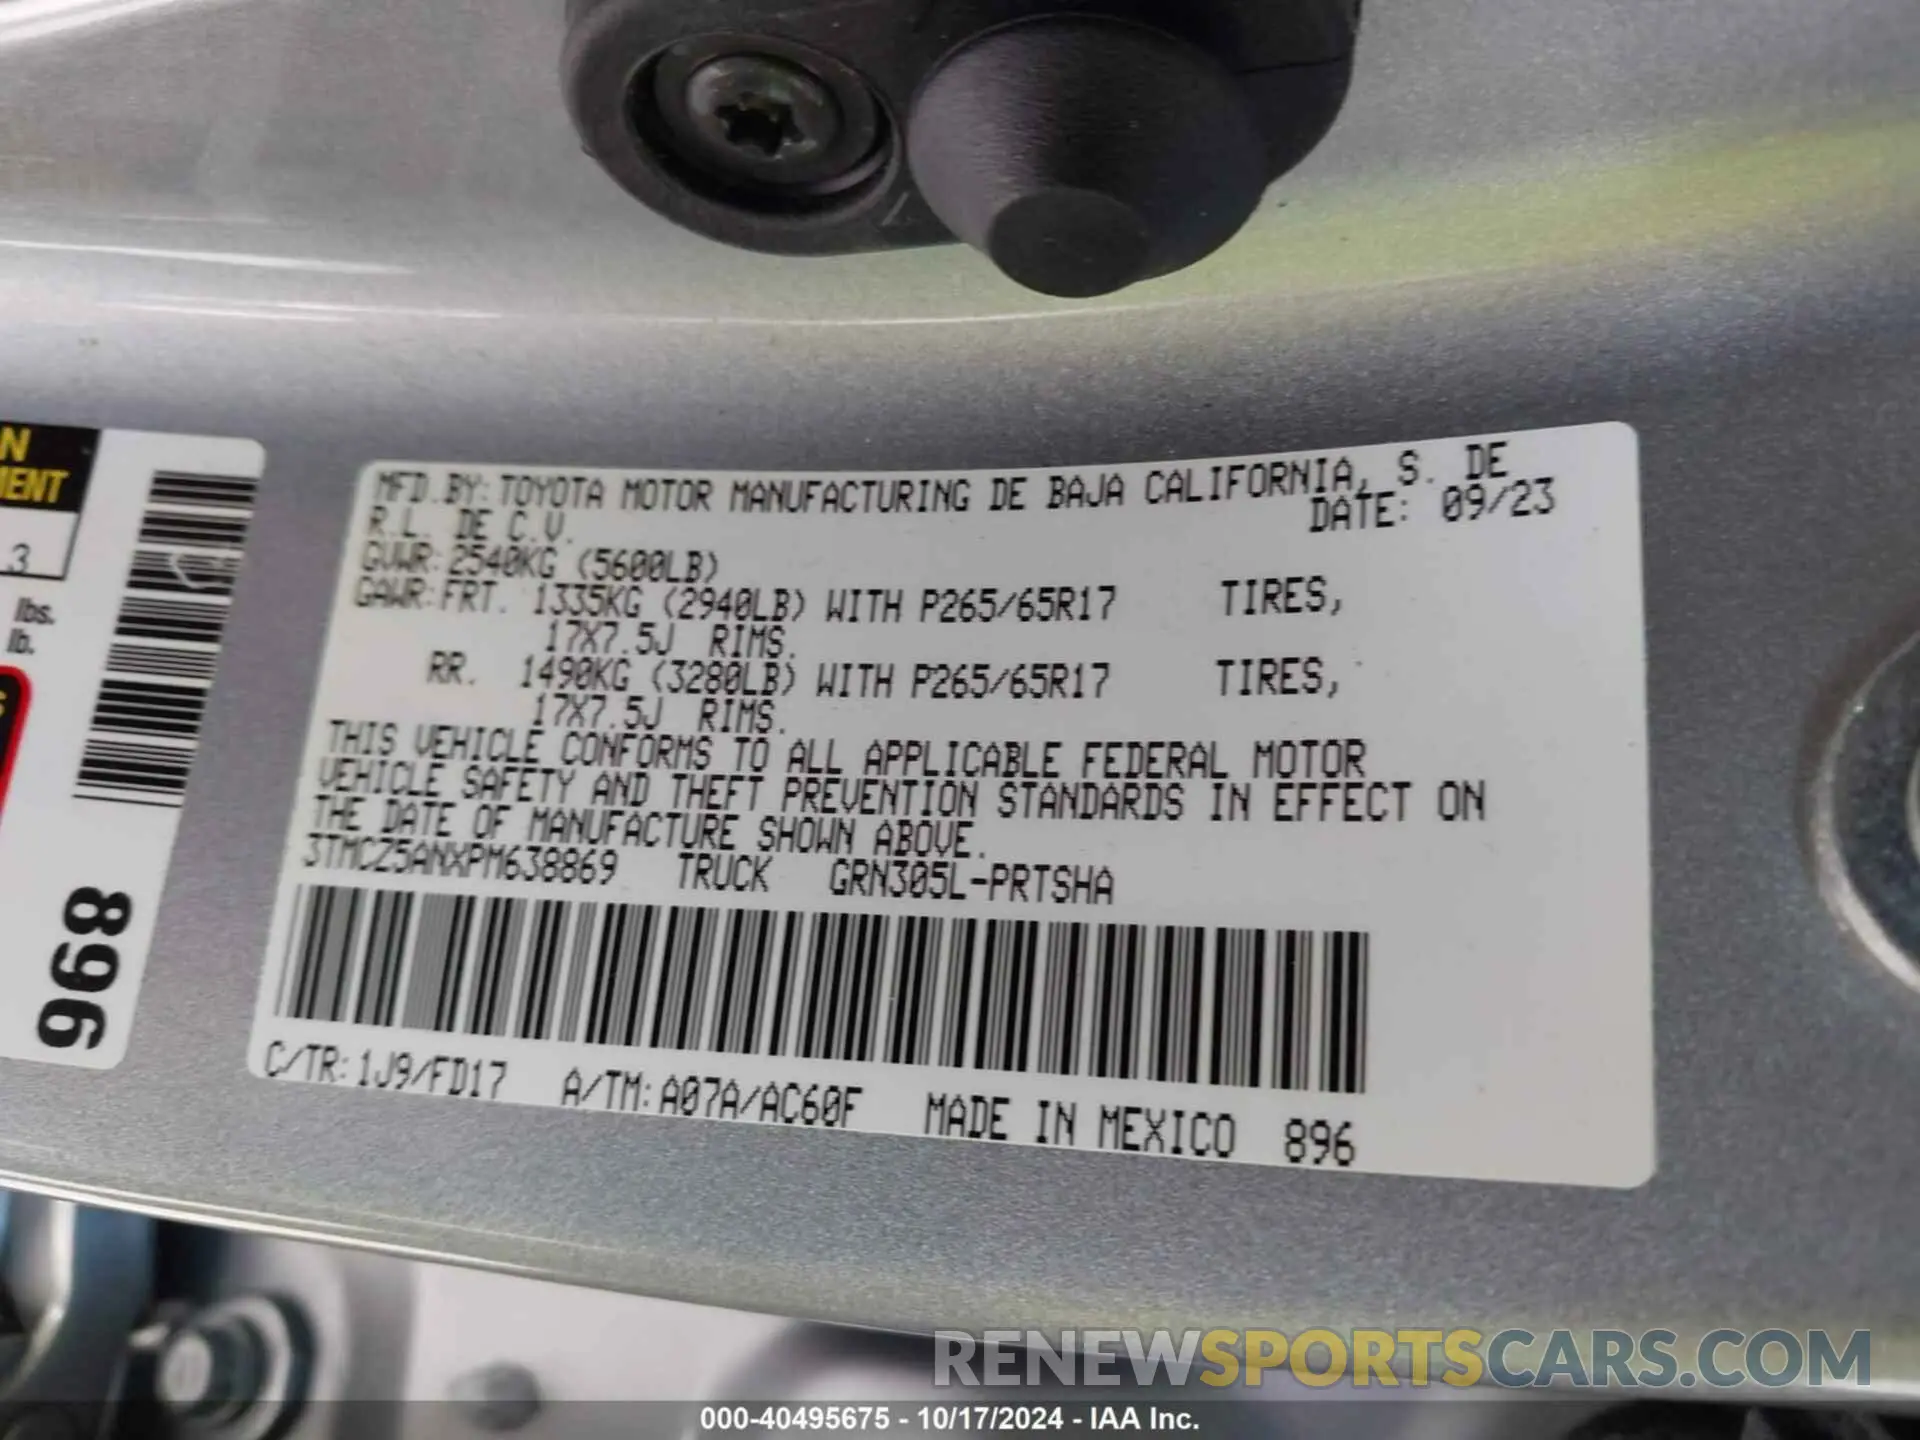 MFD.BY:TOYOTA MOTOR MANUFACTURING DE BAJA CALIFORNIA, S. DE
R.L. DE C.V.
DATE: 09/23
GVWR:2540KG (5600LB)
GAWR:FRT. 1335KG (2940LB) WITH P265/65R17 TIRES,
17X7.5J RIMS.
RR. 1490KG (3280LB) WITH P265/65R17 TIRES,
17X7.5J RIMS.
THIS VEHICLE CONFORMS TO ALL APPLICABLE FEDERAL MOTOR
VEHICLE SAFETY AND THEFT PREVENTION STANDARDS IN EFFECT ON
THE DATE OF MANUFACTURE SHOWN ABOVE.
3TMCZ5ANXPM638869 TRUCK GRN305L-PRTSHA
C/TR:1J9/FD17 A/TM:A07A/AC60F MADE IN MEXICO 896
3
lbs.
lb.
896
RENEWSPORTSCARS.COM
000-40495675 - 10/17/2024 - IAA Inc.